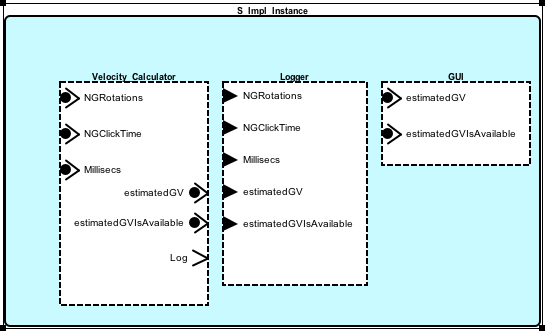 S_Impl_Instance
Velocity_Calculator
NGRotations
NGClickTime
Millisecs
estimatedGV
estimatedGVIsAvailable
Log
Logger
NGRotations
NGClickTime
Millisecs
estimatedGV
estimatedGVIsAvailable
GUI
estimatedGV
estimatedGVIsAvailable